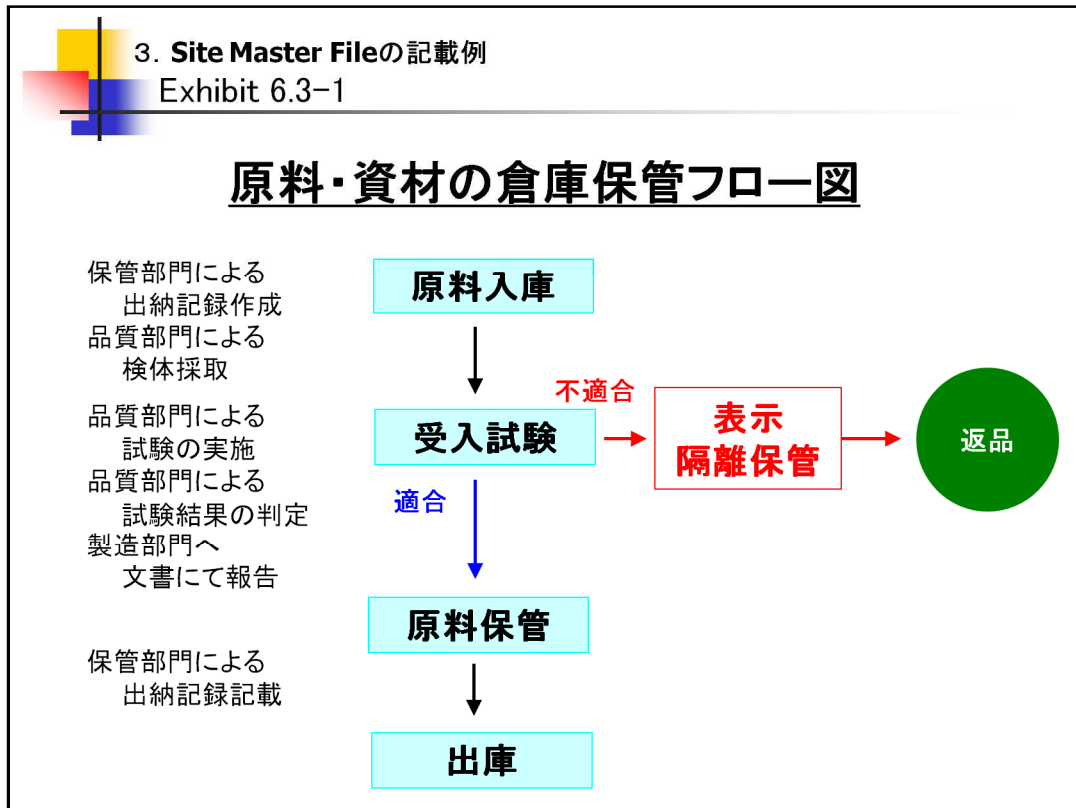 3. Site Master Fileの記載例
Exhibit 6.3-1
原料・資材の倉庫保管フロー図
保管部門による
出納記録作成
品質部門による
検体採取
品質部門による
試験の実施
品質部門による
試験結果の判定
製造部門へ
文書にて報告
保管部門による
出納記録記載
原料入庫
受入試験
不適合
表示
隔離保管
返品
適合
原料保管
出庫